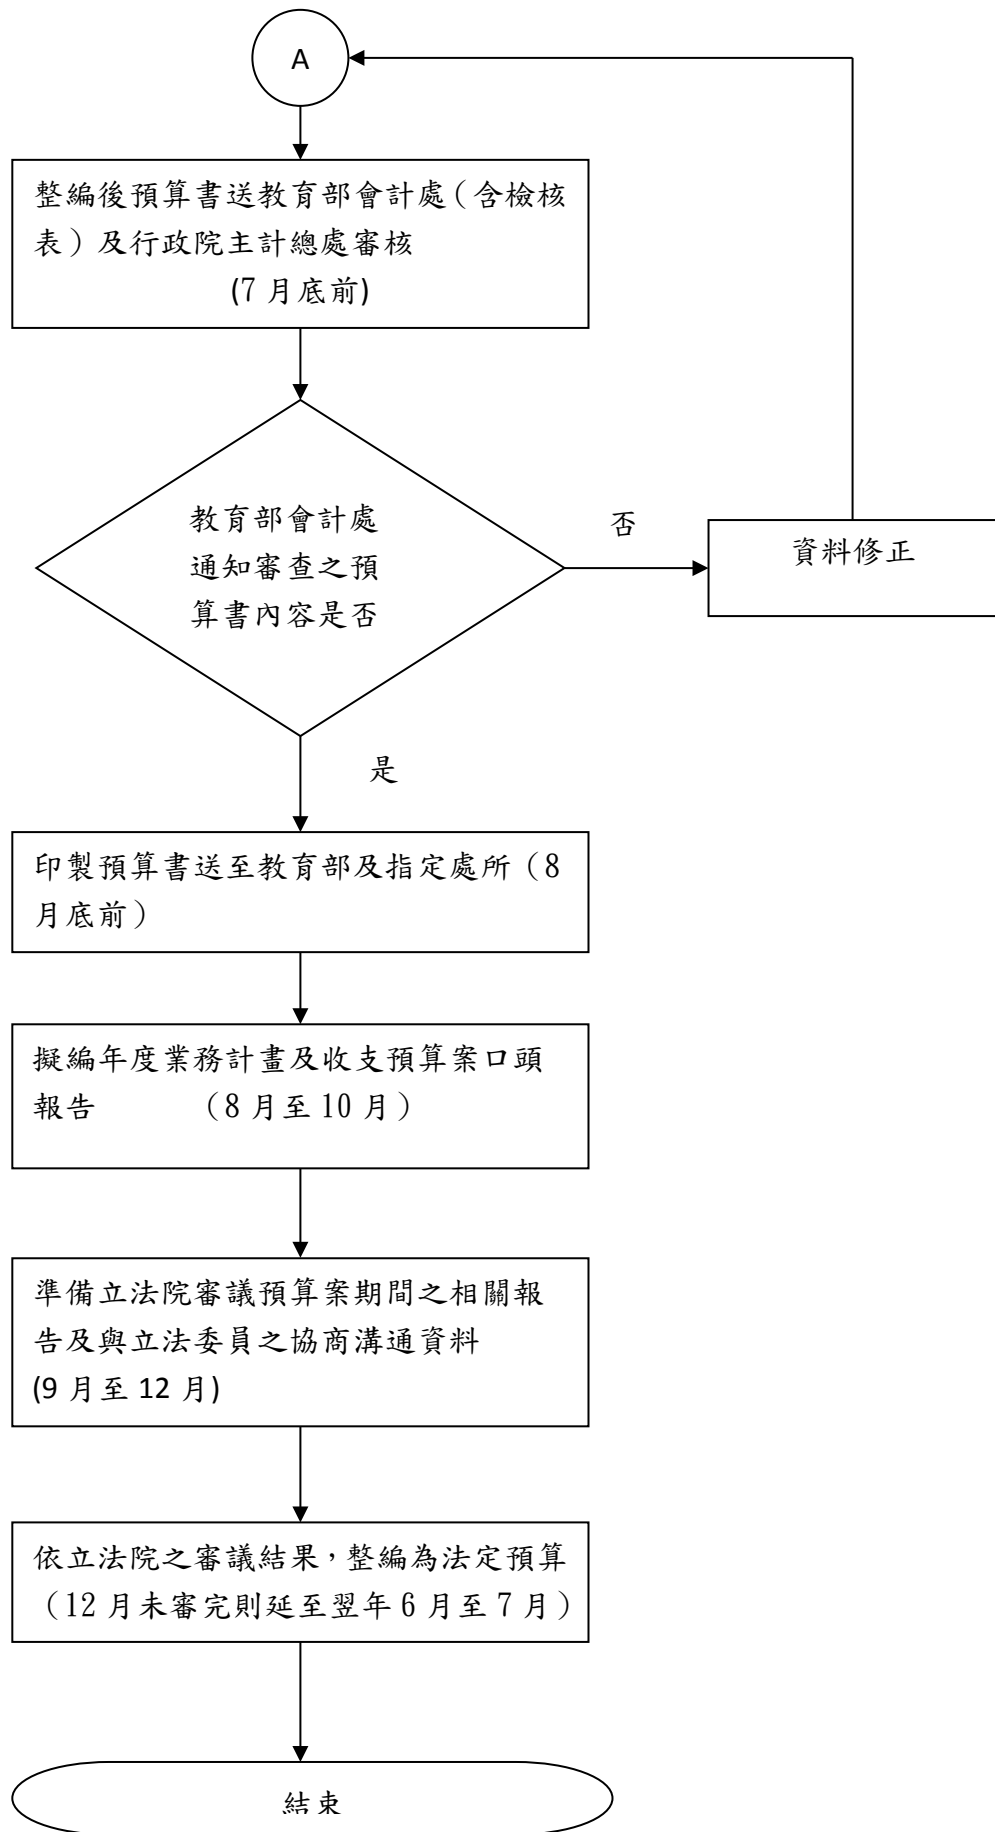 A
整編後預算書送教育部會計處（含檢核
表）及行政院主計總處審核
(7 月底前)
教育部會計處
通知審查之預
算書內容是否
否
資料修正
是
印製預算書送至教育部及指定處所（8
月底前）
擬編年度業務計畫及收支預算案口頭
報告 （8 月至 10 月）
準備立法院審議預算案期間之相關報
告及與立法委員之協商溝通資料
(9 月至 12 月)
依立法院之審議結果，整編為法定預算
（12 月未審完則延至翌年 6 月至 7 月）
結束